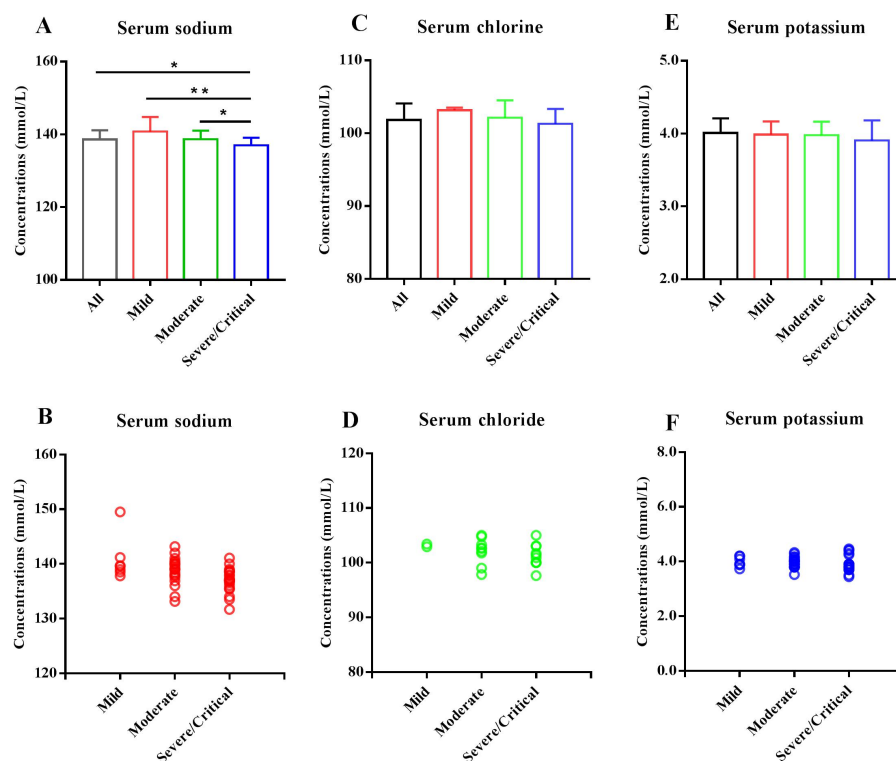 A
Serum sodium
Concentrations (mmol/L)
160
140
120
100
*
**
*
All
Mild
Moderate
Severe/Critical
C
Serum chlorine
Concentrations (mmol/L)
110
100
90
80
All
Mild
Moderate
Severe/Critical
E
Serum potassium
Concentrations (mmol/L)
5.0
4.0
3.0
2.0
All
Mild
Moderate
Severe/Critical
B
Serum sodium
Concentrations (mmol/L)
160
150
140
130
120
Mild
Moderate
Severe/Critical
D
Serum chloride
Concentrations (mmol/L)
120
110
100
90
80
Mild
Moderate
Severe/Critical
F
Serum potassium
Concentrations (mmol/L)
8.0
6.0
4.0
2.0
0.0
Mild
Moderate
Severe/Critical